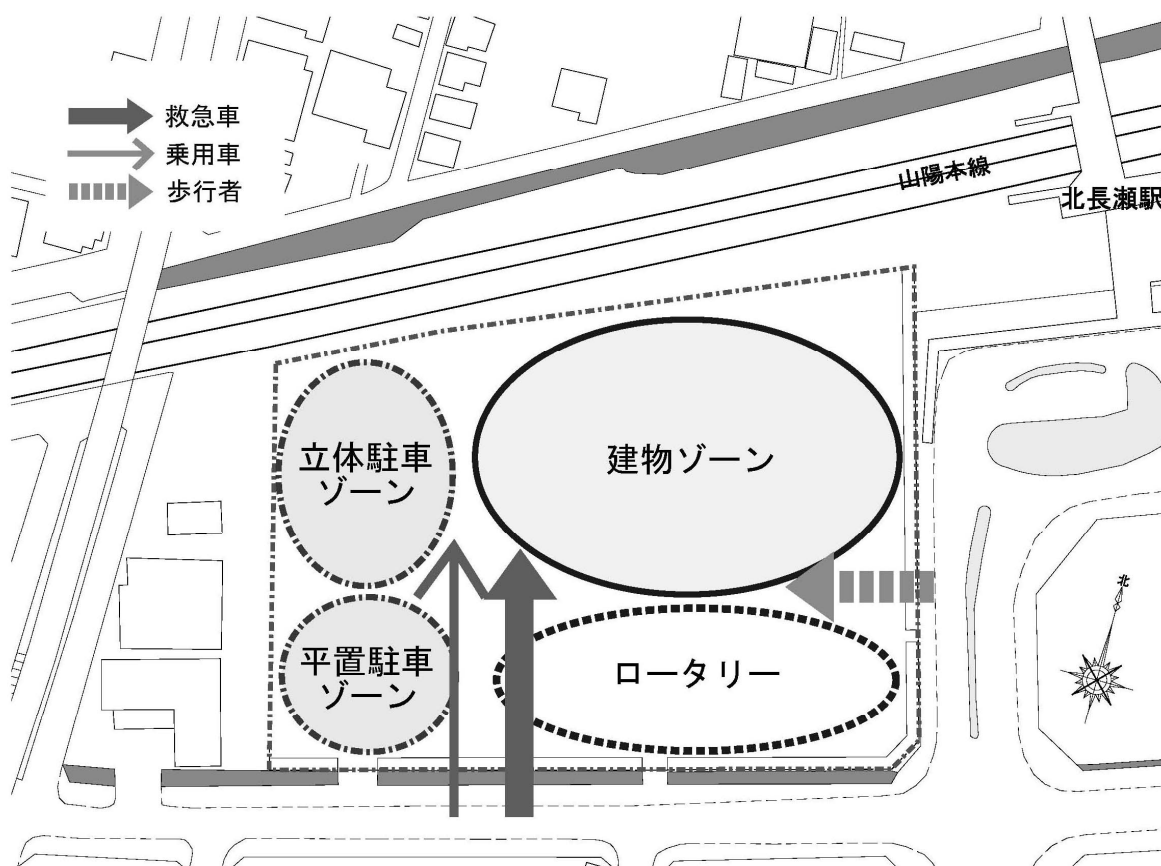 救急車
乗用車
歩行者
山陽本線
北長瀬駅
立体駐車
ゾーン
建物ゾーン
平置駐車
ゾーン
ロータリー
北